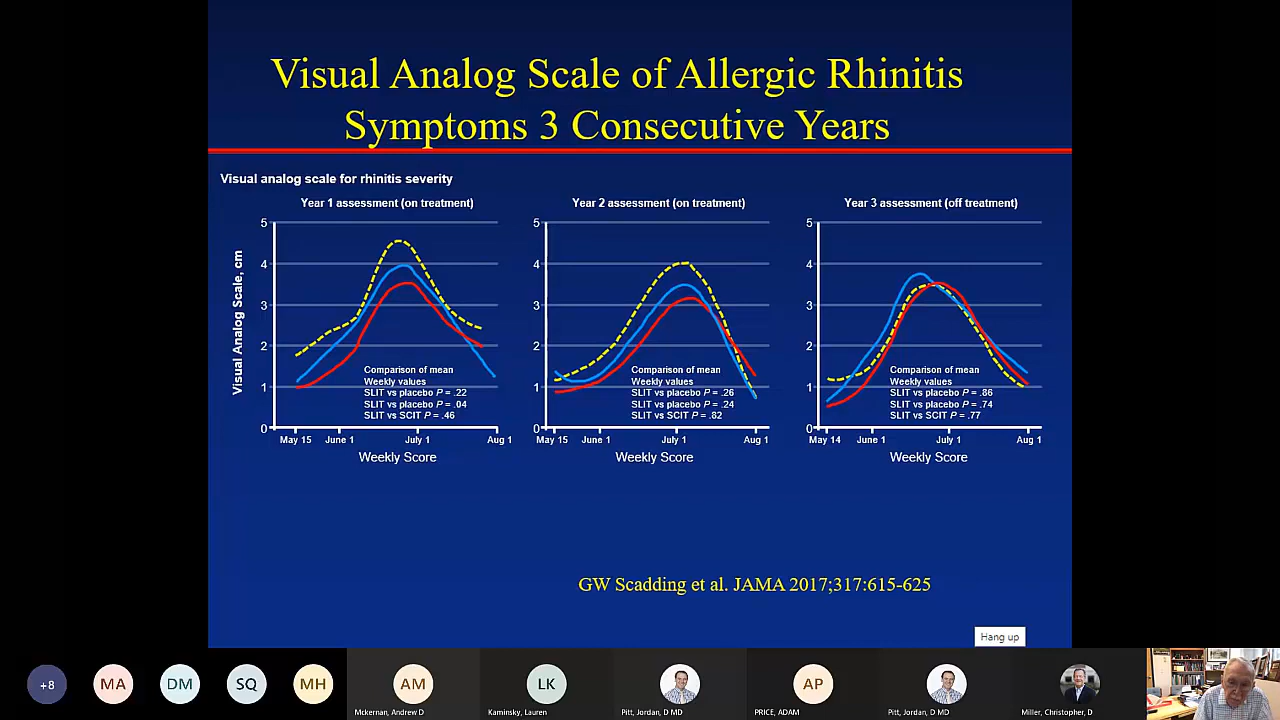 Visual Analog Scale of Allergic Rhinitis
Symptoms 3 Consecutive Years
Visual analog scale for rhinitis severity
Year 1 assessment (on treatment)
Visual Analog Scale, cm
5
4
3
2
1
0
Comparison of mean
Weekly values
SLIT vs placebo P = .22
SLIT vs placebo P = .04
SLIT vs SCIT P = .46
May 15 June 1 July 1 Aug 1
Weekly Score
Year 2 assessment (on treatment)
5
4
3
2
1
0
Comparison of mean
Weekly values
SLIT vs placebo P = .26
SLIT vs placebo P = .24
SLIT vs SCIT P = .82
May 15 June 1 July 1 Aug 1
Weekly Score
Year 3 assessment (off treatment)
5
4
3
2
1
0
Comparison of mean
Weekly values
SLIT vs placebo P = .86
SLIT vs placebo P = .74
SLIT vs SCIT P = .77
May 14 June 1 July 1 Aug 1
Weekly Score
GW Scadding et al. JAMA 2017;317:615-625
Hang up
+8
MA
DM
SQ
MH
AM
Mckernan, Andrew D
LK
Kaminsky, Lauren
Pitt, Jordan, D MD
AP
PRICE, ADAM
Pitt, Jordan, D MD
Miller, Christopher, D